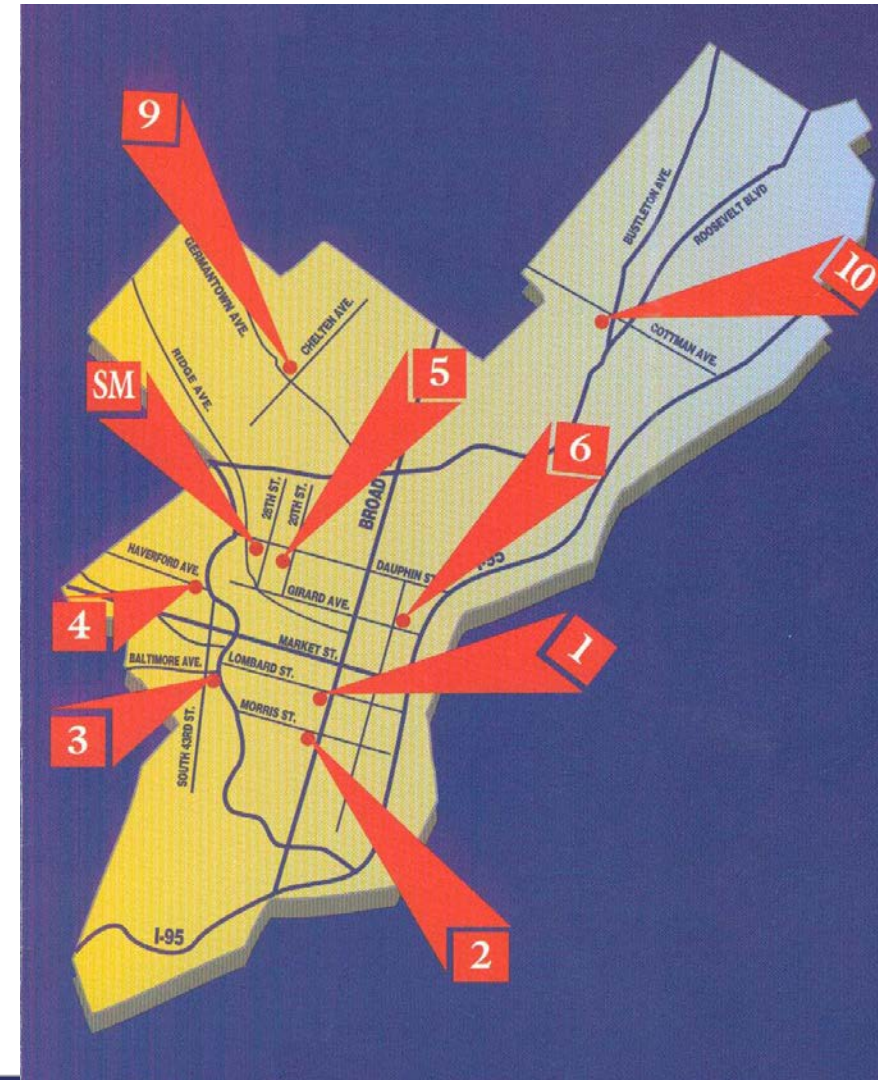 9
BUSTLETON AVE.
ROOSEVELT BLVD
GERMANTOWN AVE.
10
CHELTEN AVE.
COTTMAN AVE.
RIDGE AVE.
SM
5
6
28TH ST.
20TH ST.
BROAD
I-95
HAVERFORD AVE.
DAUPHIN ST
GIRARD AVE.
4
MARKET ST.
1
BALTIMORE AVE.
LOMBARD ST.
MORRIS ST.
3
SOUTH 43RD ST.
I-95
2